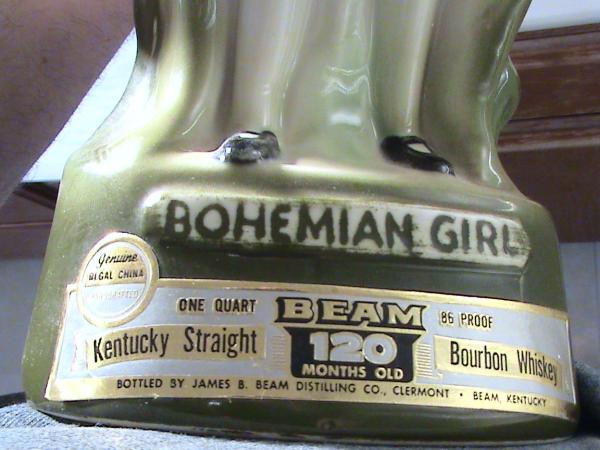 BOHEMIAN GIRL
Genuine
REGAL CHINA
HANDCRAFTED
ONE QUART
BEAM
86 PROOF
Kentucky Straight
120
Bourbon Whiskey
MONTHS OLD
BOTTLED BY JAMES B. BEAM DISTILLING CO., CLERMONT • BEAM, KENTUCKY